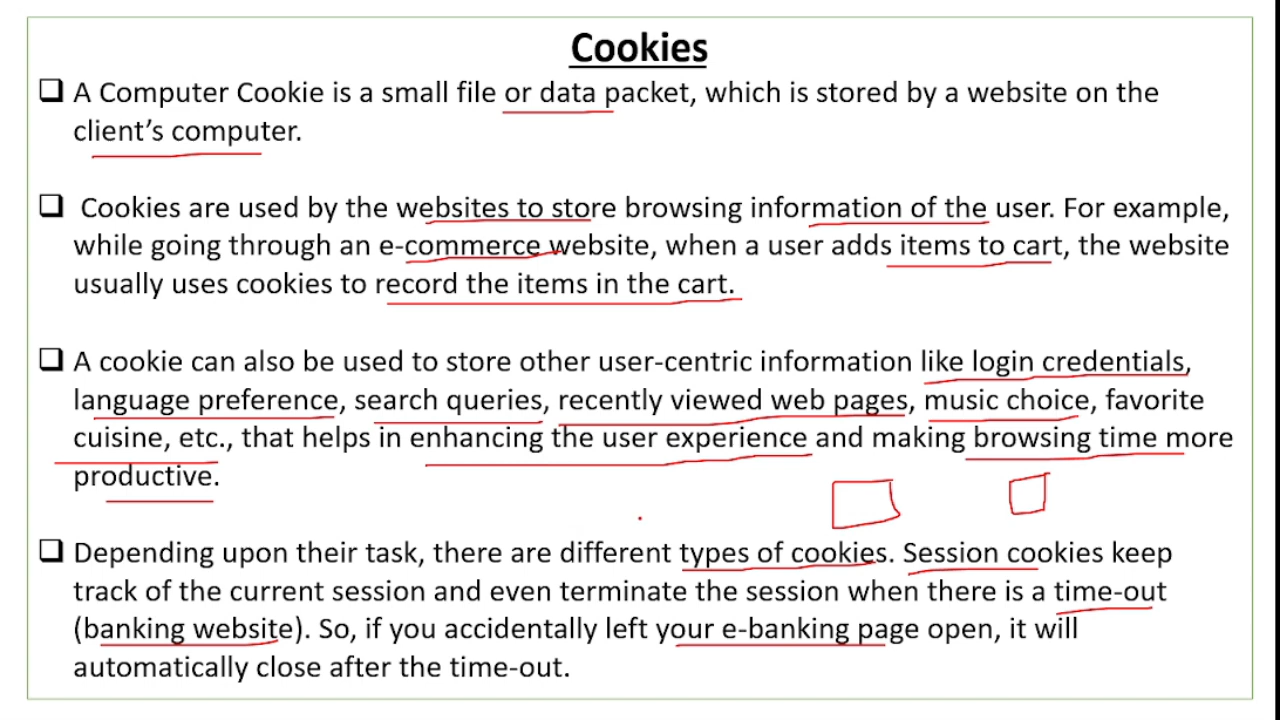 Cookies
❑ A Computer Cookie is a small file or data packet, which is stored by a website on the
client’s computer.
❑ Cookies are used by the websites to store browsing information of the user. For example,
while going through an e-commerce website, when a user adds items to cart, the website
usually uses cookies to record the items in the cart.
❑ A cookie can also be used to store other user-centric information like login credentials,
language preference, search queries, recently viewed web pages, music choice, favorite
cuisine, etc., that helps in enhancing the user experience and making browsing time more
productive.
❑ Depending upon their task, there are different types of cookies. Session cookies keep
track of the current session and even terminate the session when there is a time-out
(banking website). So, if you accidentally left your e-banking page open, it will
automatically close after the time-out.